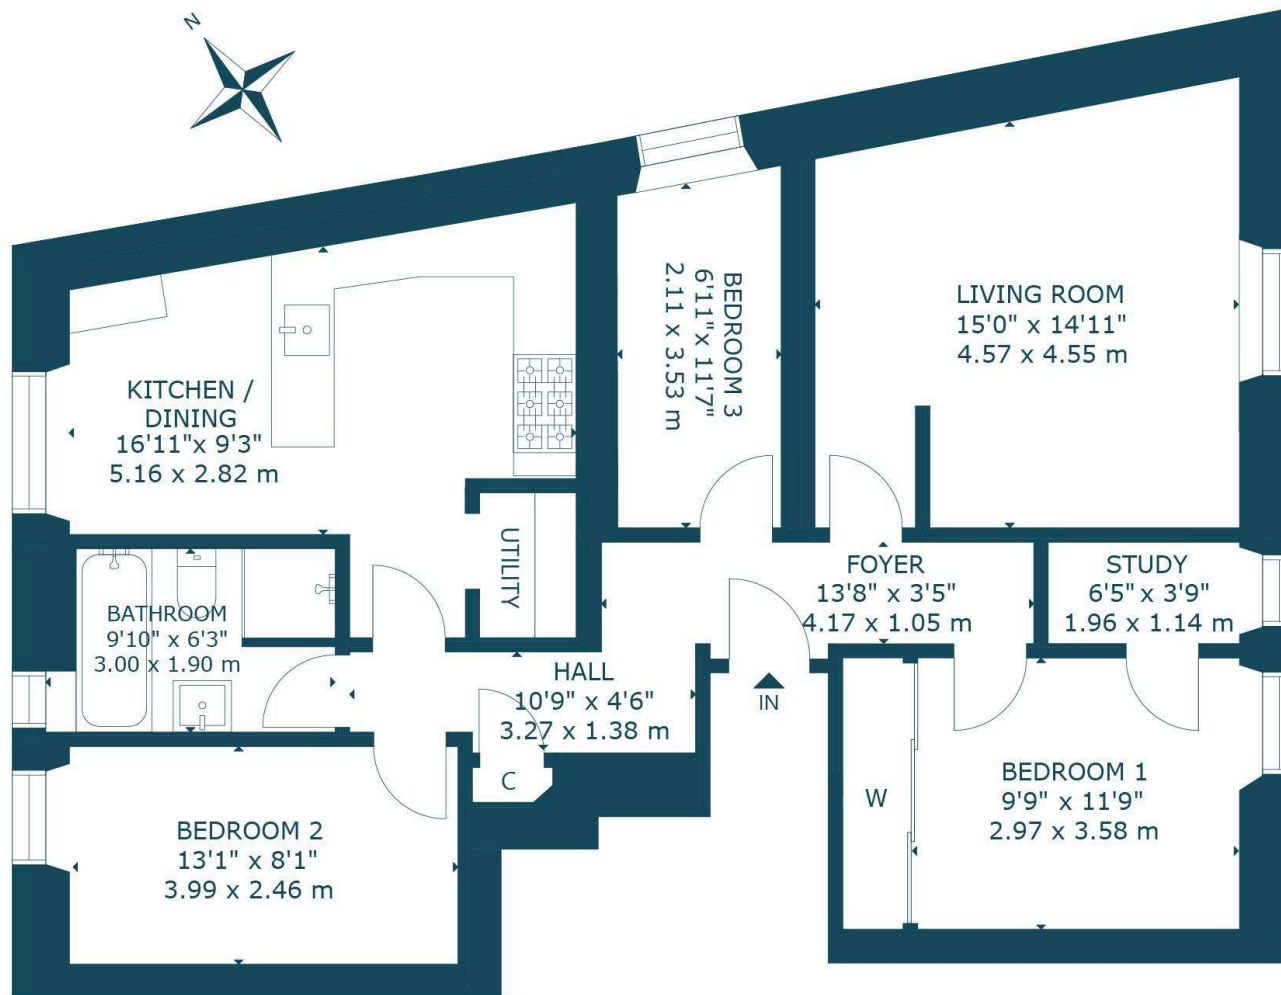 N
LIVING ROOM
15'0" x 14'11"
4.57 x 4.55 m
BEDROOM 3
6'11"x 11'7"
2.11 x 3.53 m
KITCHEN /
DINING
16'11"x 9'3"
5.16 x 2.82 m
UTILITY
FOYER
13'8" x 3'5"
4.17 x 1.05 m
STUDY
6'5" x 3'9"
1.96 x 1.14 m
BATHROOM
9'10" x 6'3"
3.00 x 1.90 m
HALL
10'9" x 4'6"
3.27 x 1.38 m
IN
C
W
BEDROOM 1
9'9" x 11'9"
2.97 x 3.58 m
BEDROOM 2
13'1" x 8'1"
3.99 x 2.46 m